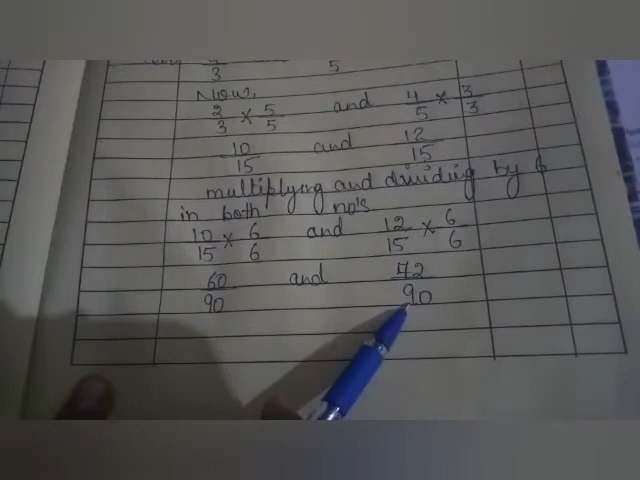 3 5
Now,
2/3 × 5/5 and 4/5 × 3/3
10/15 and 12/15
multiplying and dividing by 6
in both no's
10/15 × 6/6 and 12/15 × 6/6
60/90 and 72/90